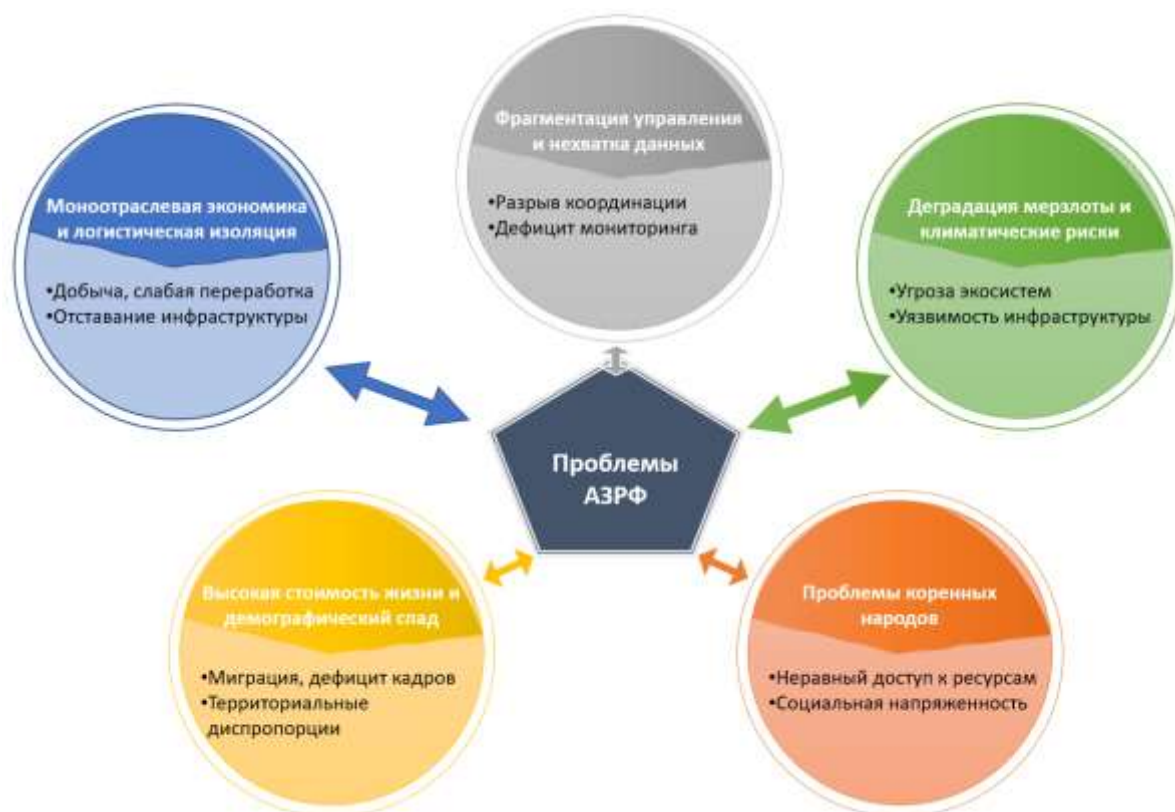 Фрагментация управления
и нехватка данных
•Разрыв координации
•Дефицит мониторинга
Моноотраслевая экономика
и логистическая изоляция
•Добыча, слабая переработка
•Отставание инфраструктуры
Деградация мерзлоты и
климатические риски
•Угроза экосистем
•Уязвимость инфраструктуры
Проблемы
АЗРФ
Высокая стоимость жизни и
демографический спад
•Миграция, дефицит кадров
•Территориальные
диспропорции
Проблемы коренных
народов
•Неравный доступ к ресурсам
•Социальная напряженность